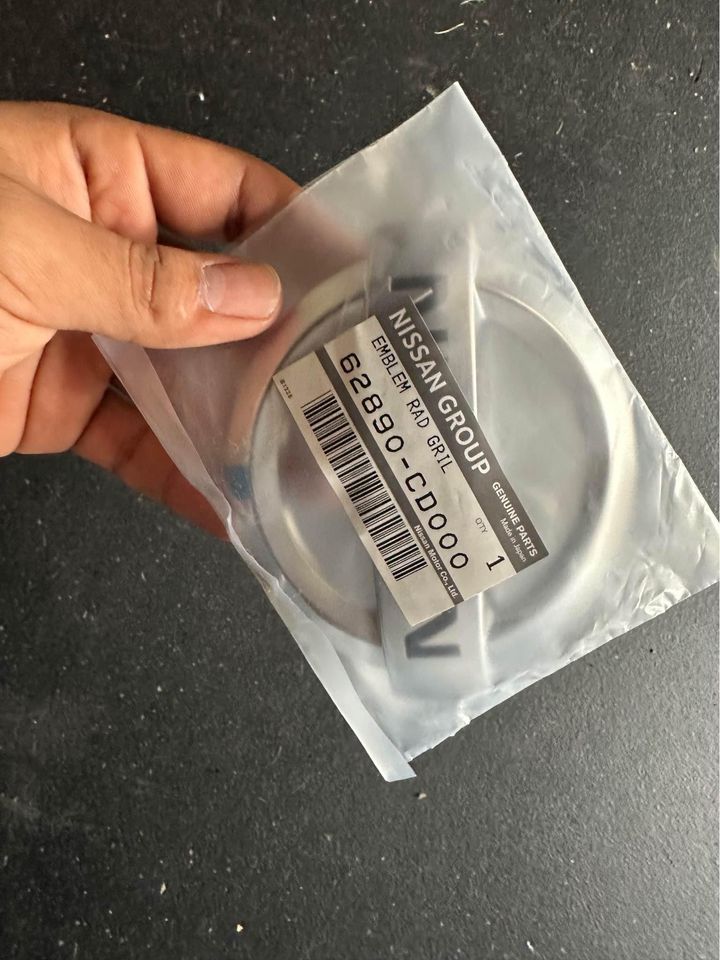 NISSAN GROUP
GENUINE PARTS
Made in Japan
EMBLEM RAD GRIL
QTY
62890-CD000 1
Nissan Motor Co., Ltd.